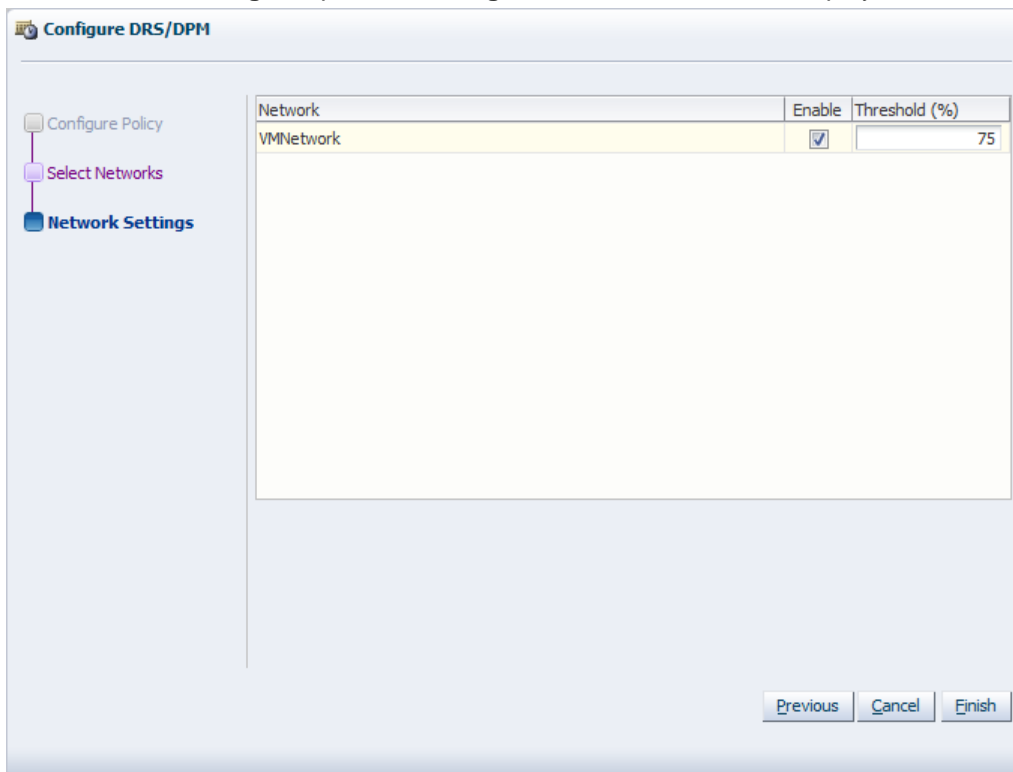 Configure DRS/DPM
Configure Policy
Select Networks
Network Settings
Network Enable Threshold (%)
VMNetwork 75
Previous Cancel Finish